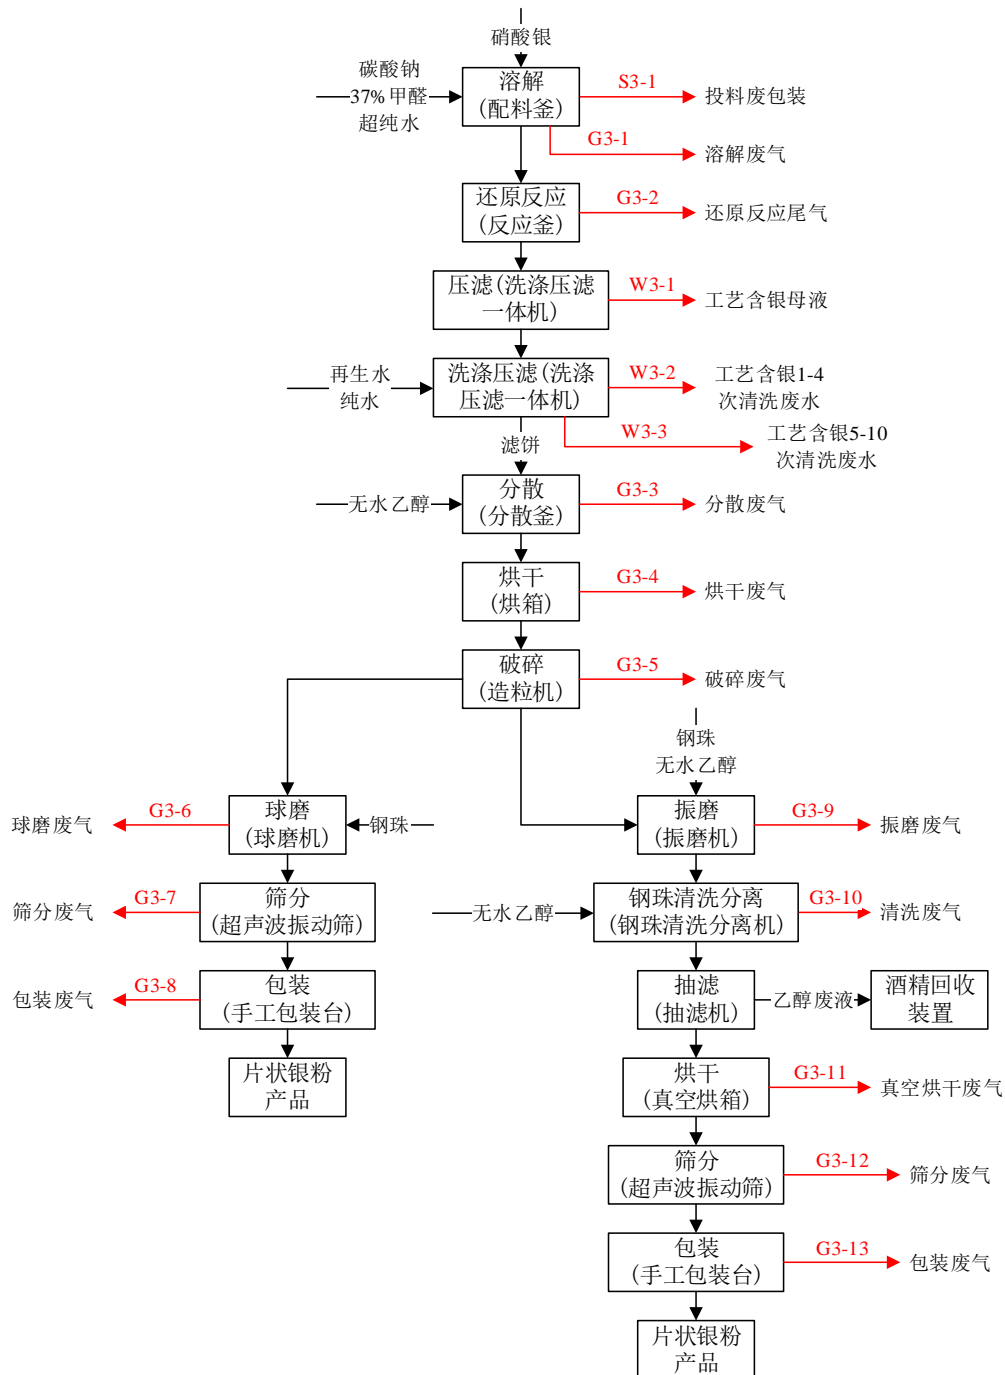 硝酸银
碳酸钠
37%甲醛
超纯水
溶解
(配料釜)
S3-1
投料废包装
G3-1
溶解废气
还原反应
(反应釜)
G3-2
还原反应尾气
压滤(洗涤压滤
一体机)
W3-1
工艺含银母液
再生水
纯水
洗涤压滤(洗涤
压滤一体机)
W3-2
工艺含银1-4
次清洗废水
W3-3
工艺含银5-10
次清洗废水
滤饼
无水乙醇
分散
(分散釜)
G3-3
分散废气
烘干
(烘箱)
G3-4
烘干废气
破碎
(造粒机)
G3-5
破碎废气
钢珠
无水乙醇
球磨废气
G3-6
球磨
(球磨机)
钢珠
振磨
(振磨机)
G3-9
振磨废气
筛分废气
G3-7
筛分
(超声波振动筛)
无水乙醇
钢珠清洗分离
(钢珠清洗分离机)
G3-10
清洗废气
包装废气
G3-8
包装
(手工包装台)
抽滤
(抽滤机)
乙醇废液
酒精回收
装置
片状银粉
产品
烘干
(真空烘箱)
G3-11
真空烘干废气
筛分
(超声波振动筛)
G3-12
筛分废气
包装
(手工包装台)
G3-13
包装废气
片状银粉
产品